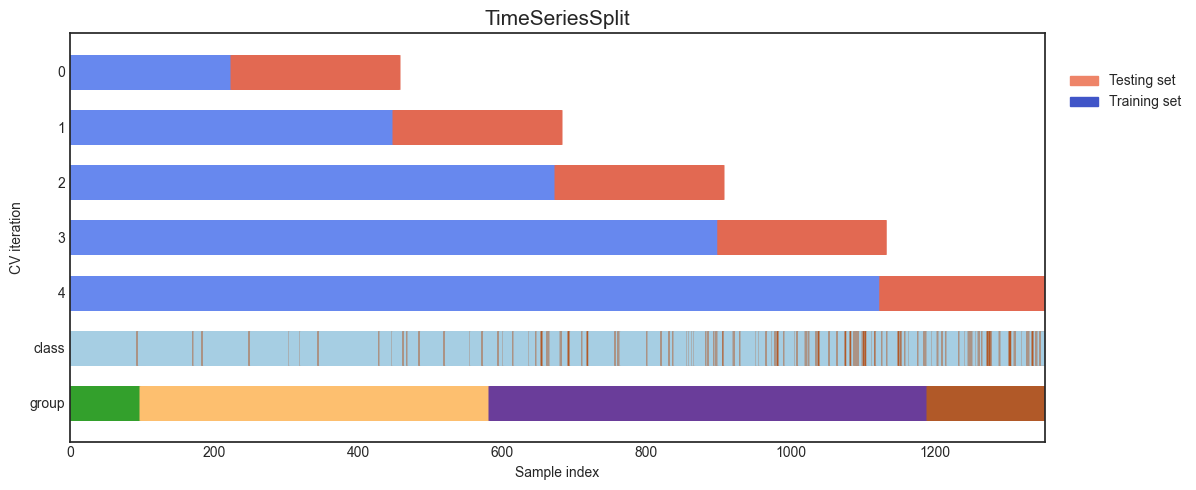 TimeSeriesSplit
0
1
2
3
4
class
group
CV iteration
0 200 400 600 800 1000 1200
Sample index
Testing set
Training set